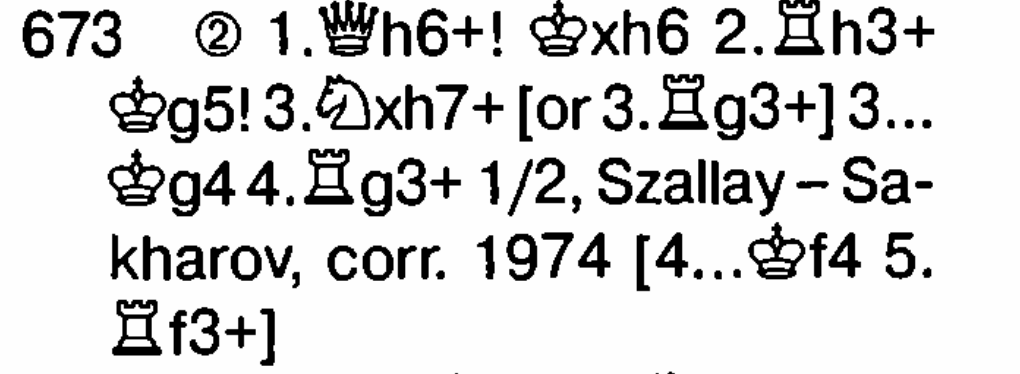 673 ② 1.♕h6+! ♔xh6 2.♖h3+
♔g5! 3.♘xh7+ [or 3.♖g3+] 3...
♔g4 4.♖g3+ 1/2, Szallay – Sa-
kharov, corr. 1974 [4...♔f4 5.
♖f3+]